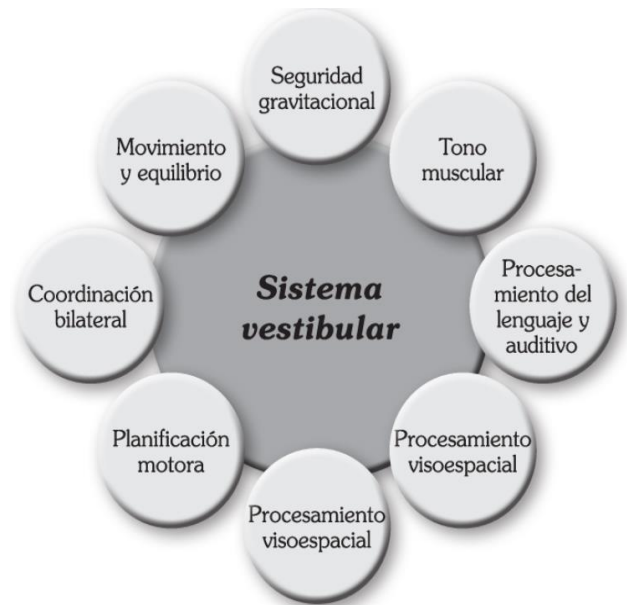 Seguridad
gravitacional
Movimiento
y equilibrio
Tono
muscular
Coordinación
bilateral
Sistema
vestibular
Procesa-
miento del
lenguaje y
auditivo
Planificación
motora
Procesamiento
visoespacial
Procesamiento
visoespacial